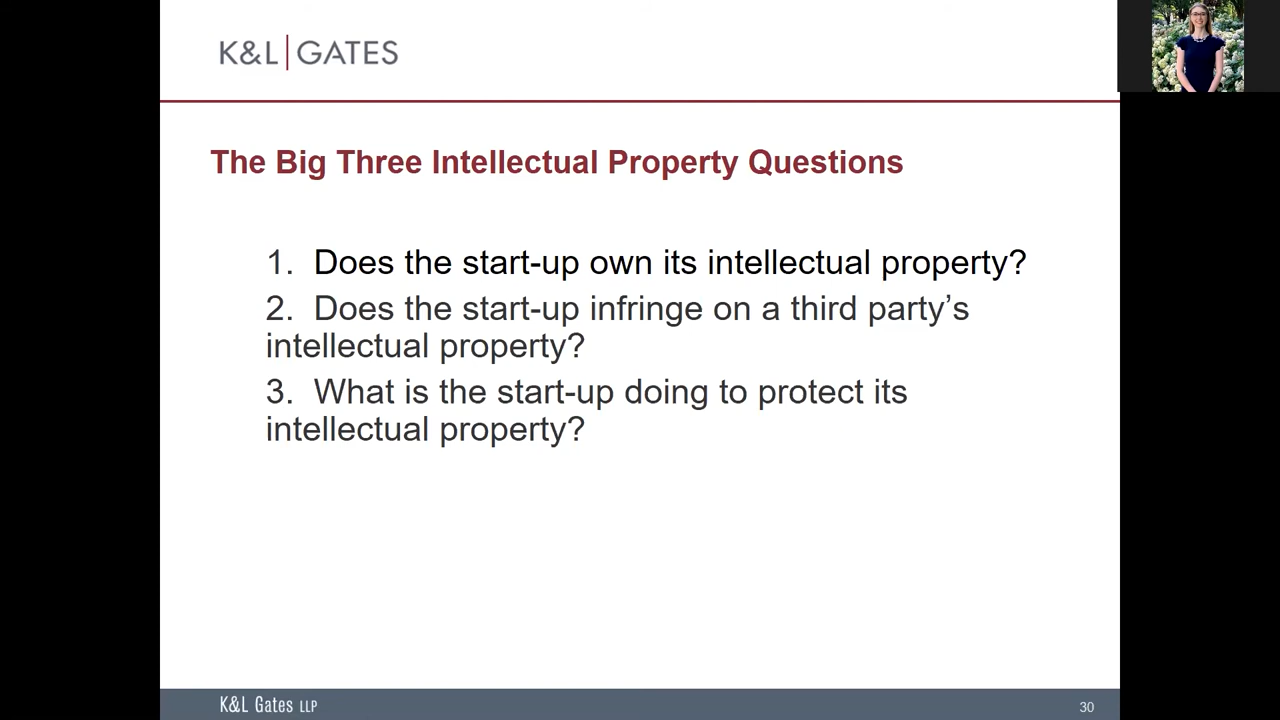 K&L|GATES
The Big Three Intellectual Property Questions
1. Does the start-up own its intellectual property?
2. Does the start-up infringe on a third party’s
intellectual property?
3. What is the start-up doing to protect its
intellectual property?
K&L Gates LLP
30